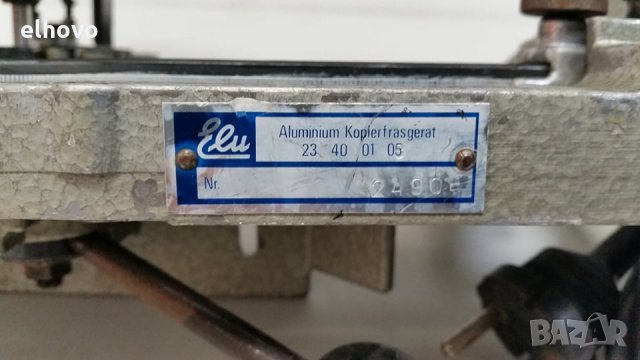 elhovo
Elu
Aluminium Kopierfrasgerat
23 40 01 05
Nr.
BAZAR